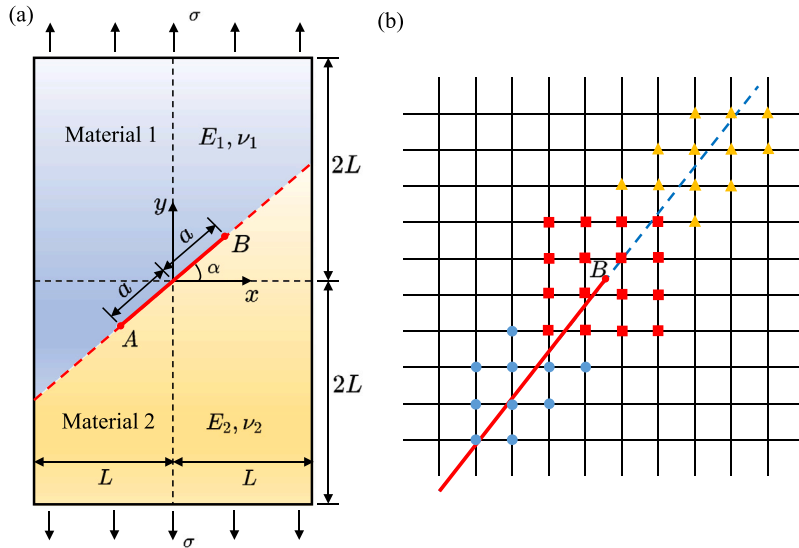 (a)
σ
(b)
Material 1
E₁, ν₁
2L
y
a
B
α
a
x
A
B
2L
Material 2
E₂, ν₂
L
L
σ